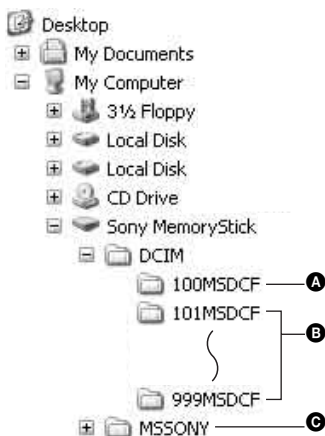 Desktop
My Documents
My Computer
3½ Floppy
Local Disk
Local Disk
CD Drive
Sony MemoryStick
DCIM
100MSDCF A
101MSDCF
B
999MSDCF
MSSONY C